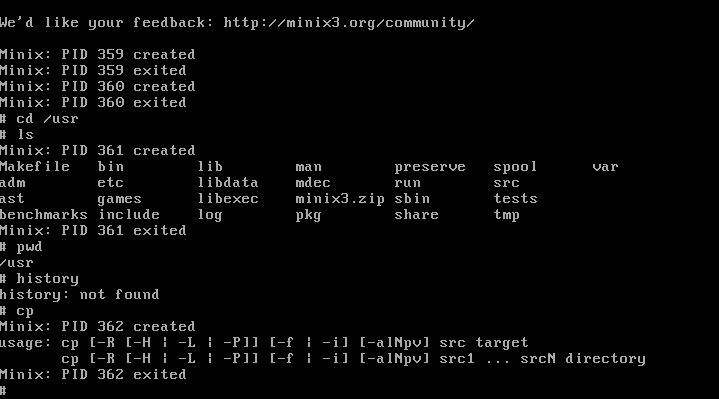 We'd like your feedback: http://minix3.org/community/
Minix: PID 359 created
Minix: PID 359 exited
Minix: PID 360 created
Minix: PID 360 exited
# cd /usr
# ls
Minix: PID 361 created
Makefile bin lib man preserve spool var
adm etc libdata mdec run src
ast games libexec minix3.zip sbin tests
benchmarks include log pkg share tmp
Minix: PID 361 exited
# pwd
/usr
# history
history: not found
# cp
Minix: PID 362 created
usage: cp [-R [-H | -L | -P]] [-f | -i] [-alNpv] src target
cp [-R [-H | -L | -P]] [-f | -i] [-alNpv] src1 ... srcN directory
Minix: PID 362 exited
#